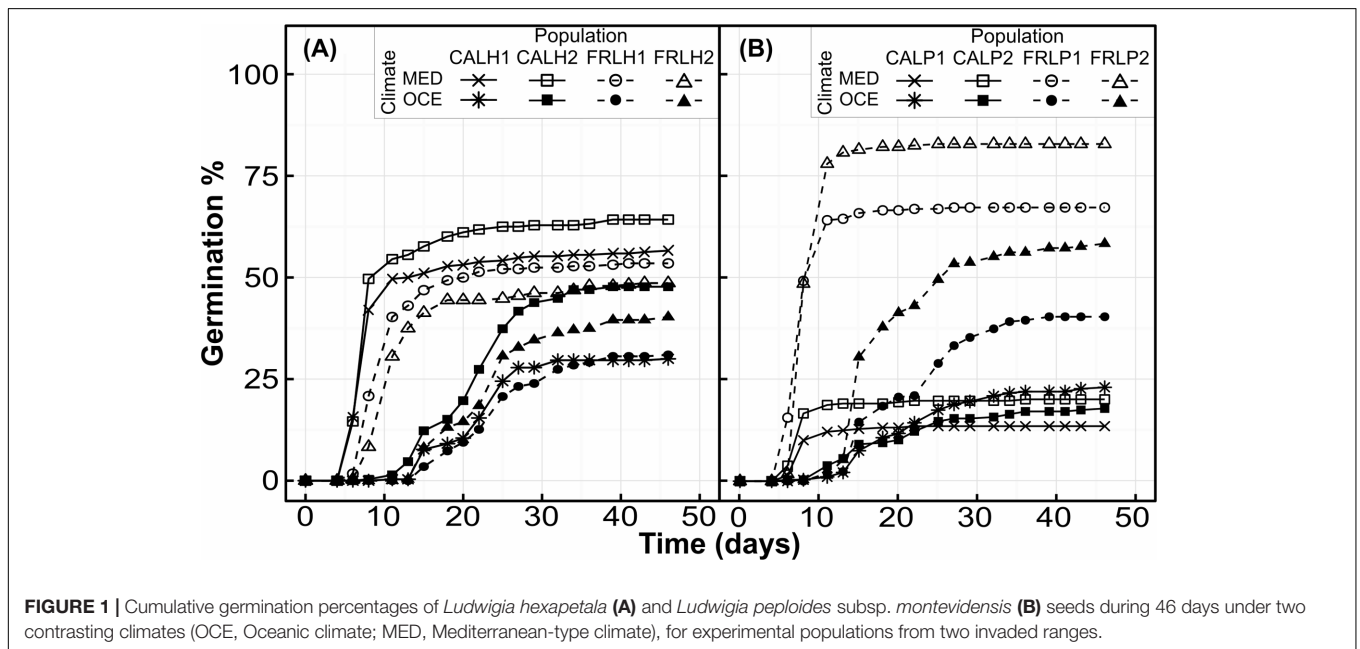 (A)
Population
CALH1 CALH2 FRLH1 FRLH2
Climate
MED
OCE
(B)
Population
CALP1 CALP2 FRLP1 FRLP2
Climate
MED
OCE
Germination %
100
75
50
25
0
0 10 20 30 40 50
0 10 20 30 40 50
Time (days)
FIGURE 1 | Cumulative germination percentages of Ludwigia hexapetala (A) and Ludwigia peploides subsp. montevidensis (B) seeds during 46 days under two
contrasting climates (OCE, Oceanic climate; MED, Mediterranean-type climate), for experimental populations from two invaded ranges.